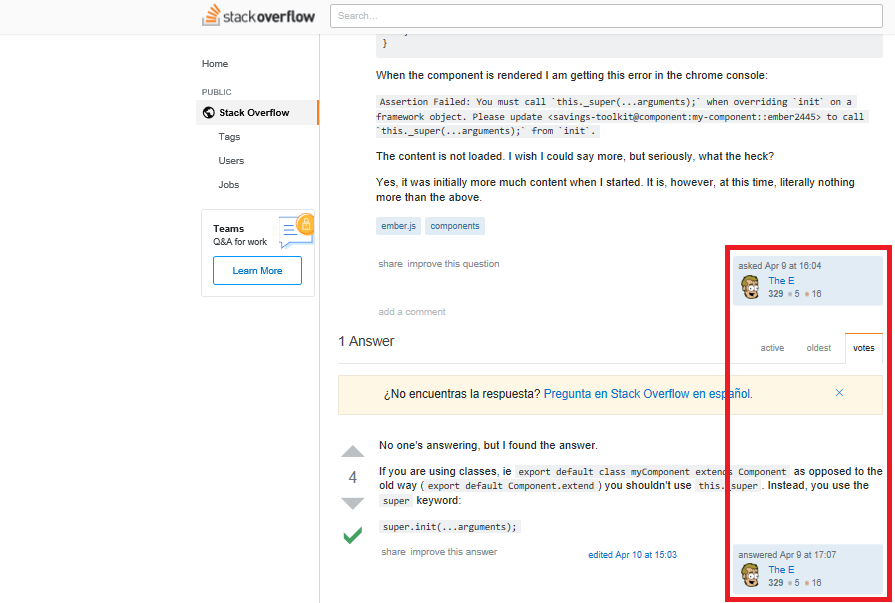 stackoverflow
Search…
}
Home
When the component is rendered I am getting this error in the chrome console:
PUBLIC
Stack Overflow
Tags
Users
Jobs
Assertion Failed: You must call `this._super(...arguments);` when overriding `init` on a
framework object. Please update <savings-toolkit@component:my-component::ember2445> to call
`this._super(...arguments);` from `init`.
The content is not loaded. I wish I could say more, but seriously, what the heck?
Yes, it was initially more much content when I started. It is, however, at this time, literally nothing
more than the above.
Teams
Q&A for work
Learn More
ember.js components
share improve this question
asked Apr 9 at 16:04
The E
329 5 16
add a comment
1 Answer
active oldest votes
¿No encuentras la respuesta? Pregunta en Stack Overflow en español.
4
No one's answering, but I found the answer.
If you are using classes, ie export default class myComponent extends Component as opposed to the
old way ( export default Component.extend ) you shouldn't use this._super . Instead, you use the
super keyword:
super.init(...arguments);
share improve this answer
edited Apr 10 at 15:03
answered Apr 9 at 17:07
The E
329 5 16